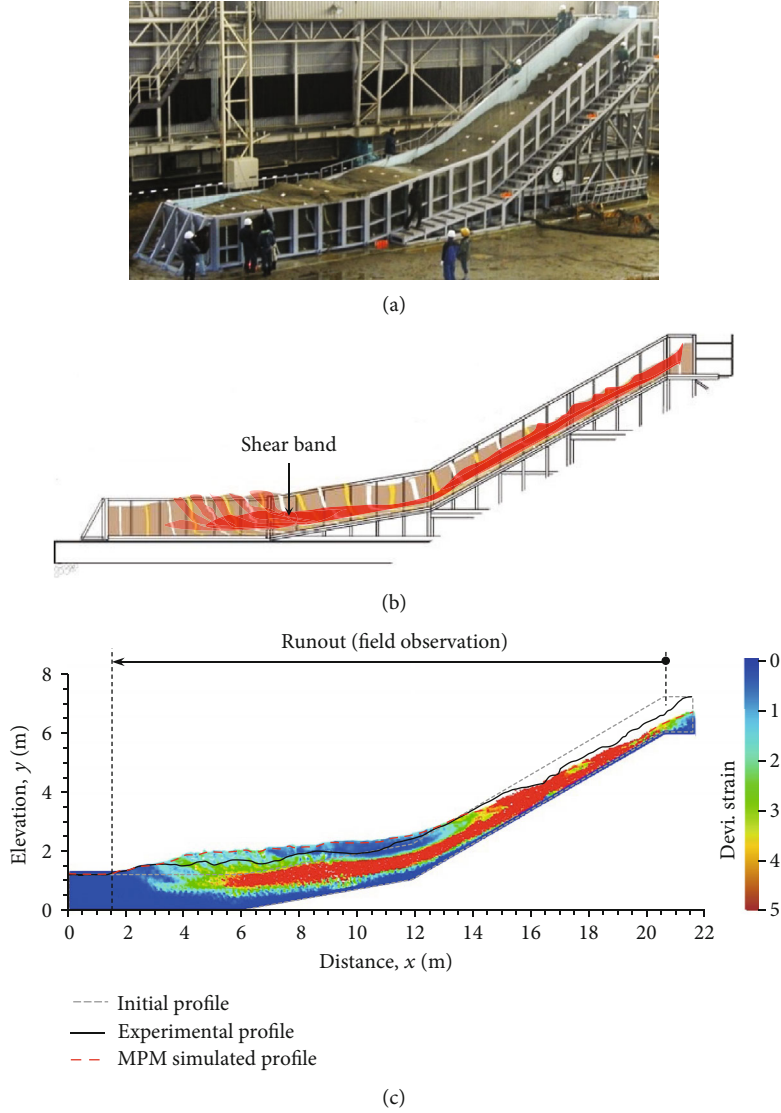 (a)
Shear band
(b)
Runout (field observation)
8
6
4
2
0
Elevation, y (m)
0 2 4 6 8 10 12 14 16 18 20 22
Distance, x (m)
0
1
2
3
4
5
Devi. strain
Initial profile
Experimental profile
MPM simulated profile
(c)